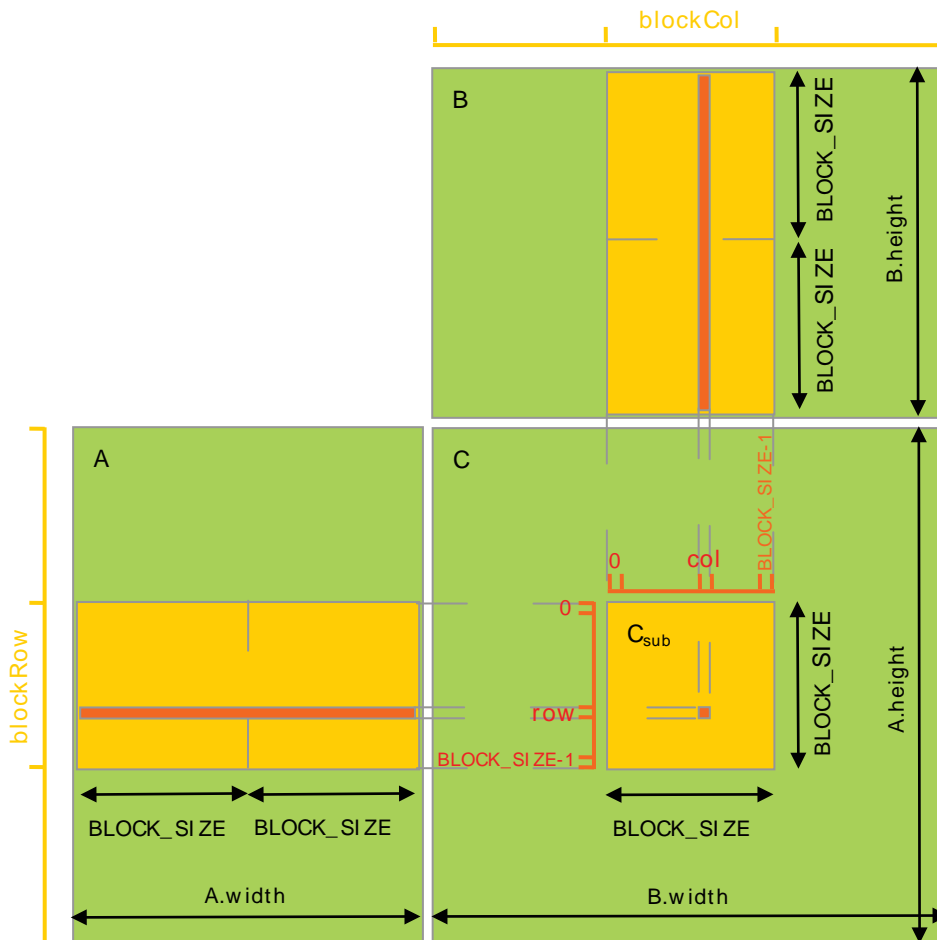 blockCol
B
BLOCK_SIZE
BLOCK_SIZE
B.height
A
C
BLOCK_SIZE-1
0
col
blockRow
0
Csub
BLOCK_SIZE
A.height
row
BLOCK_SIZE-1
BLOCK_SIZE
BLOCK_SIZE
BLOCK_SIZE
A.width
B.width